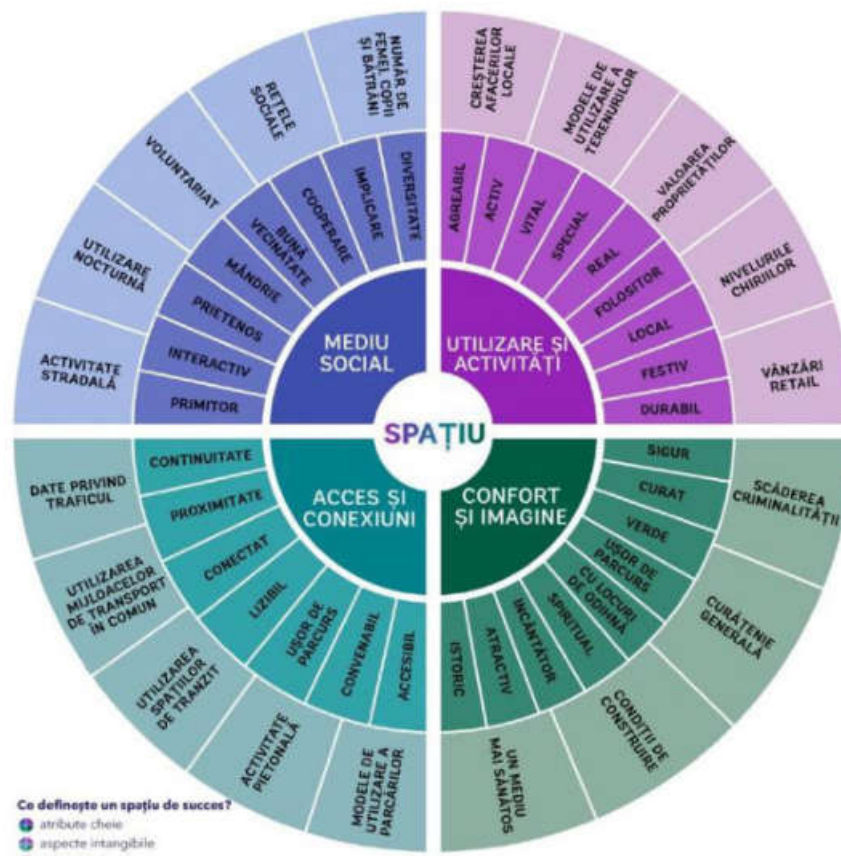 NUMĂR DE
FEMEI, COPII
ȘI BĂTRÂNI
REȚELE
SOCIALE
VOLUNTARIAT
UTILIZARE
NOCTURNĂ
ACTIVITATE
STRADALĂ
DIVERSITATE
IMPLICARE
COOPERARE
BUNĂ
VECINĂTATE
MÂNDRIE
PRIETENOS
INTERACTIV
PRIMITOR
MEDIU
SOCIAL
CREȘTEREA
AFACERILOR
LOCALE
MODELE DE
UTILIZARE A
TERENURILOR
VALOAREA
PROPRIETĂȚILOR
NIVELURILE
CHIRIILOR
VÂNZĂRI
RETAIL
AGREABIL
ACTIV
VITAL
SPECIAL
REAL
FOLOSITOR
LOCAL
FESTIV
DURABIL
UTILIZARE ȘI
ACTIVITĂȚI
SPAȚIU
ACCES ȘI
CONEXIUNI
CONTINUITATE
PROXIMITATE
CONECTAT
LIZIBIL
UȘOR DE
PARCURS
CONVENABIL
ACCESIBIL
DATE PRIVIND
TRAFICUL
UTILIZAREA
MIJLOACELOR
DE TRANSPORT
ÎN COMUN
UTILIZAREA
SPAȚIILOR
DE TRANZIT
ACTIVITATE
PIETONALĂ
MODELE DE
UTILIZARE A
PARCĂRILOR
CONFORT
ȘI IMAGINE
SIGUR
CURAT
VERDE
UȘOR DE
PARCURS
CU LOCURI
DE ODIHNĂ
SPIRITUAL
INCÂNTĂTOR
ATRACTIV
ISTORIC
SCĂDEREA
CRIMINALITĂȚII
CURĂȚENIE
GENERALĂ
CONDIȚII DE
CONSTRUIRE
UN MEDIU
MAI SĂNĂTOS
Ce definește un spațiu de succes?
atribute cheie
aspecte intangibile